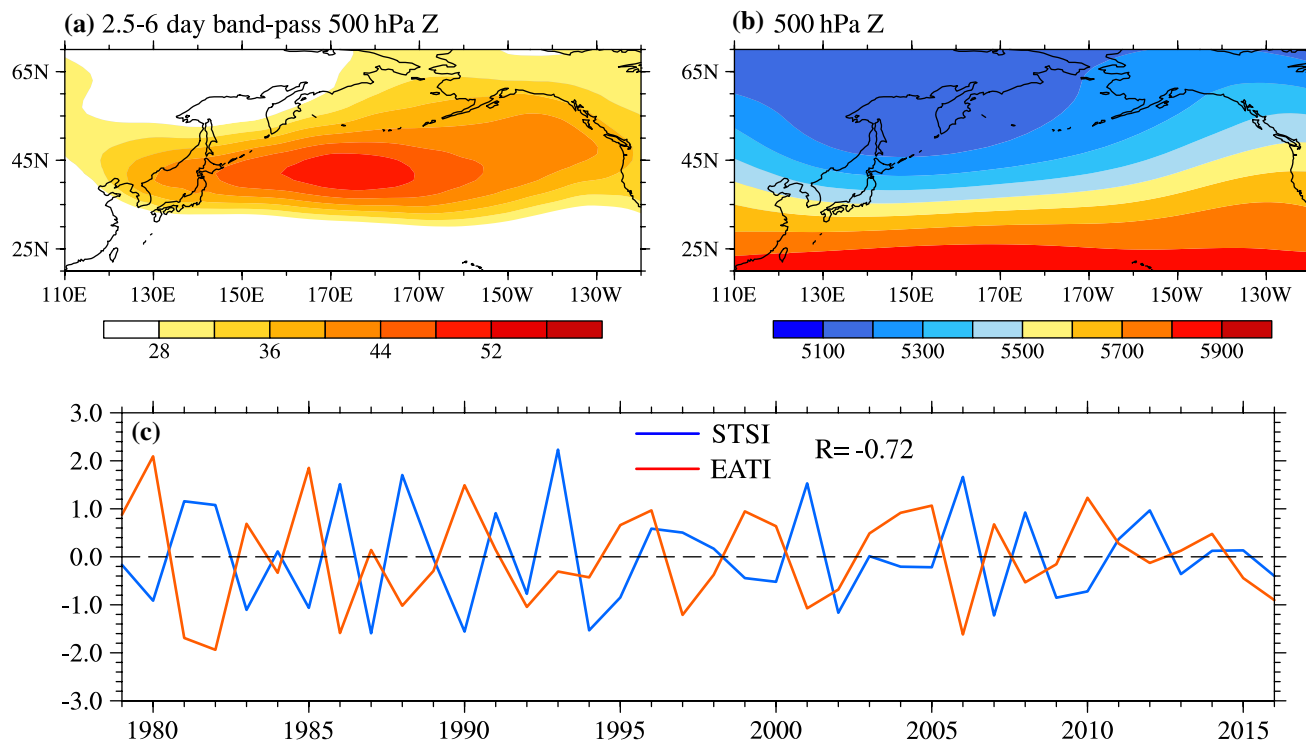 (a) 2.5-6 day band-pass 500 hPa Z
(b) 500 hPa Z
65N
45N
25N
110E 130E 150E 170E 170W 150W 130W
28 36 44 52
65N
45N
25N
110E 130E 150E 170E 170W 150W 130W
5100 5300 5500 5700 5900
(c)
STSI
EATI
R= -0.72
3.0
2.0
1.0
0.0
-1.0
-2.0
-3.0
1980 1985 1990 1995 2000 2005 2010 2015